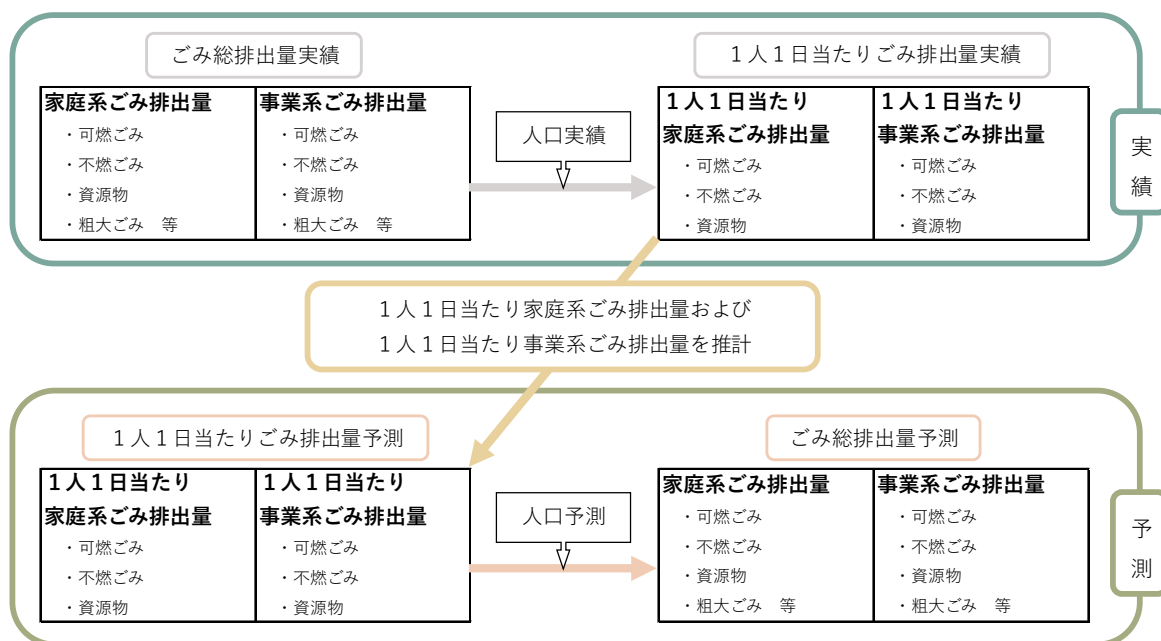 ごみ総排出量実績
家庭系ごみ排出量
・可燃ごみ
・不燃ごみ
・資源物
・粗大ごみ　等
事業系ごみ排出量
・可燃ごみ
・不燃ごみ
・資源物
・粗大ごみ　等
人口実績
１人１日当たりごみ排出量実績
１人１日当たり
家庭系ごみ排出量
・可燃ごみ
・不燃ごみ
・資源物
１人１日当たり
事業系ごみ排出量
・可燃ごみ
・不燃ごみ
・資源物
実
績
１人１日当たり家庭系ごみ排出量および
１人１日当たり事業系ごみ排出量を推計
１人１日当たりごみ排出量予測
１人１日当たり
家庭系ごみ排出量
・可燃ごみ
・不燃ごみ
・資源物
１人１日当たり
事業系ごみ排出量
・可燃ごみ
・不燃ごみ
・資源物
人口予測
ごみ総排出量予測
家庭系ごみ排出量
・可燃ごみ
・不燃ごみ
・資源物
・粗大ごみ　等
事業系ごみ排出量
・可燃ごみ
・不燃ごみ
・資源物
・粗大ごみ　等
予
測